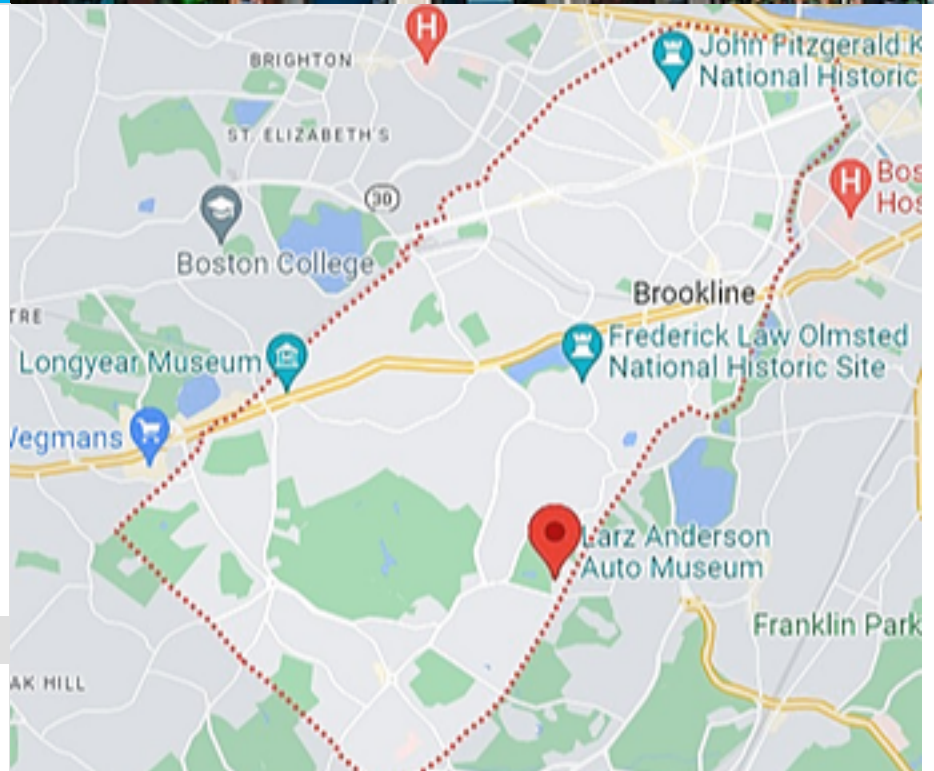 H
John Fitzgerald K
National Historic
BRIGHTON
ST. ELIZABETH'S
30
H
Bos
Hos
Boston College
Brookline
TRE
Frederick Law Olmsted
National Historic Site
Longyear Museum
Wegmans
Larz Anderson
Auto Museum
Franklin Park
AK HILL